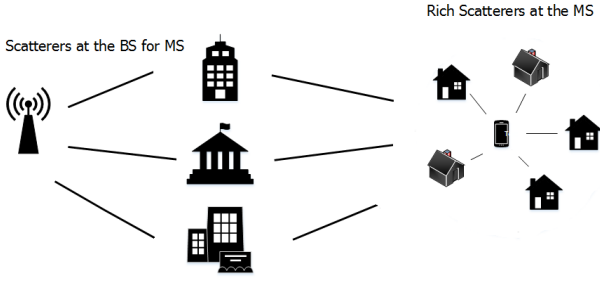 Rich Scatterers at the MS
Scatterers at the BS for MS